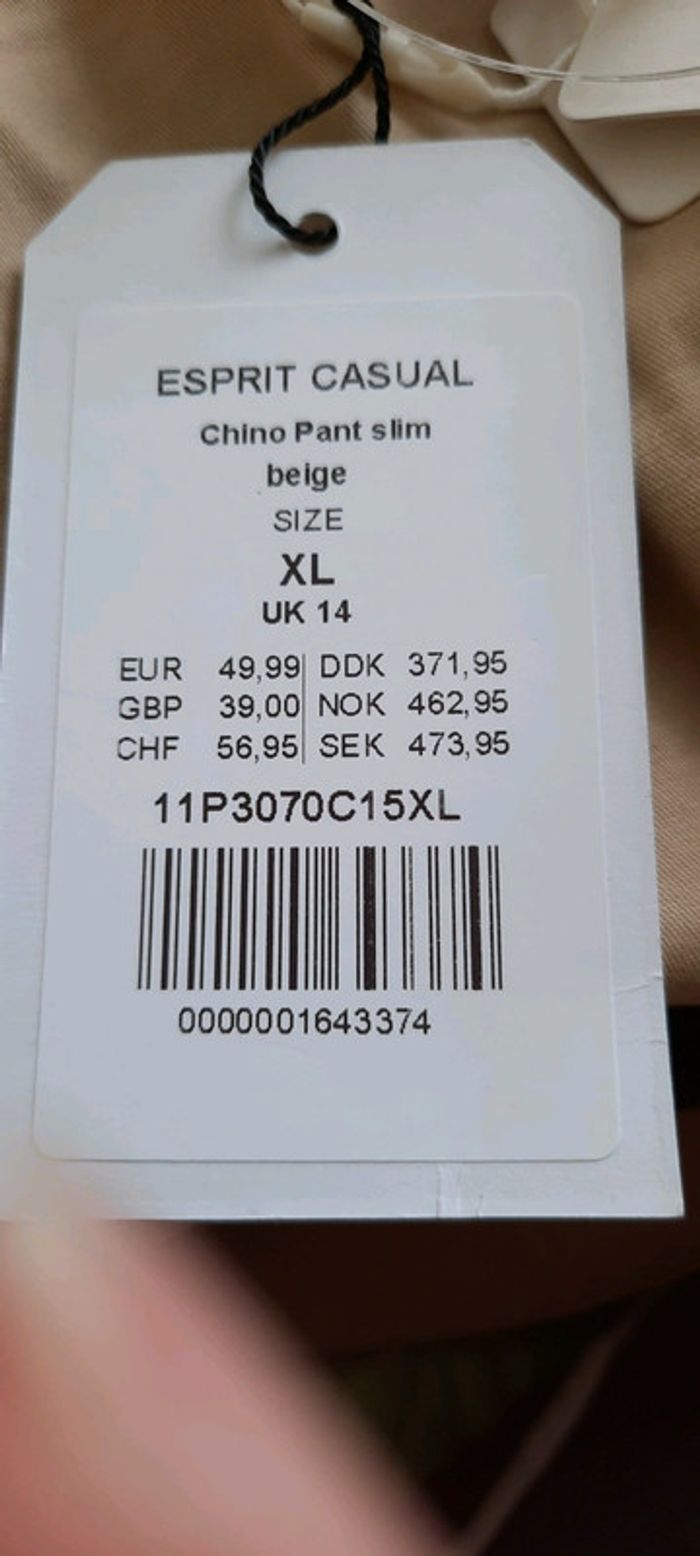 ESPRIT CASUAL
Chino Pant slim
beige
SIZE
XL
UK 14
EUR 49,99 DDK 371,95
GBP 39,00 NOK 462,95
CHF 56,95 SEK 473,95
11P3070C15XL
0000001643374